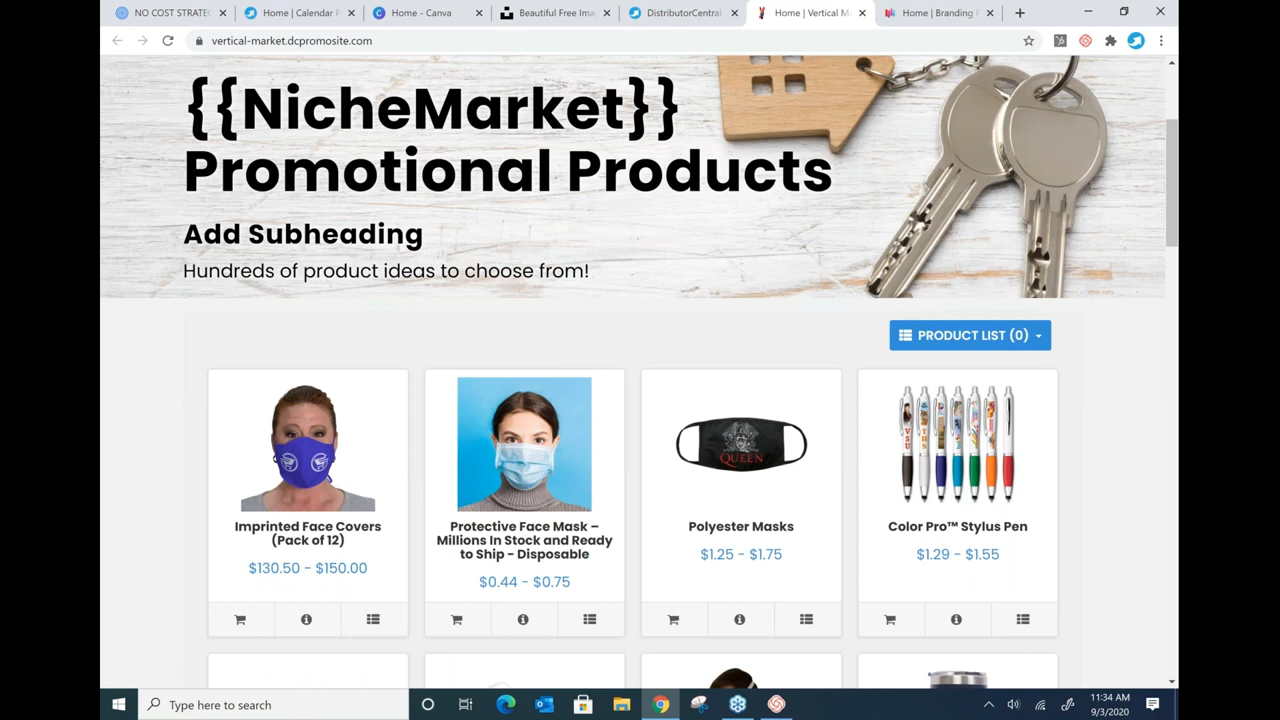 NO COST STRATEG
Home | Calendar P
Home - Canva
Beautiful Free Ima
DistributorCentral
Home | Vertical M
Home | Branding
vertical-market.dcpromosite.com
{{NicheMarket}}
Promotional Products
Add Subheading
Hundreds of product ideas to choose from!
PRODUCT LIST (0)
QUEEN
Imprinted Face Covers
(Pack of 12)
$130.50 - $150.00
Protective Face Mask –
Millions In Stock and Ready
to Ship - Disposable
$0.44 - $0.75
Polyester Masks
$1.25 - $1.75
Color Pro™ Stylus Pen
$1.29 - $1.55
Type here to search
11:34 AM
9/3/2020